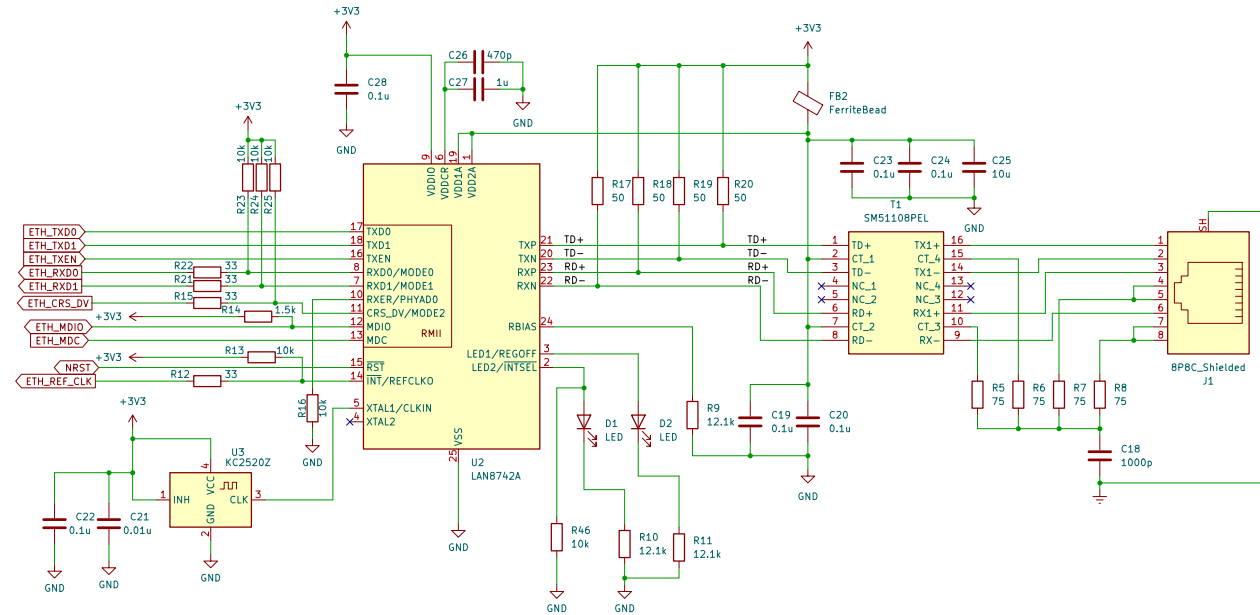 +3V3
+3V3
C26 470p
C27 1u
C28
0.1u
GND
GND
FB2
FerriteBead
+3V3
10k
10k
10k
R23
R24
R25
9
6
19
1
VDDIO
VDDCR
VDD1A
VDD2A
R17
50
R18
50
R19
50
R20
50
C23
0.1u
C24
0.1u
C25
10u
GND
T1
SM51108PEL
SH
ETH_TXD0
ETH_TXD1
ETH_TXEN
ETH_RXD0
ETH_RXD1
ETH_CRS_DV
ETH_MDIO
ETH_MDC
NRST
ETH_REF_CLK
R22 33
R21 33
R15 33
+3V3
R14 1.5k
+3V3
R13 10k
R12 33
17 TXD0
18 TXD1
16 TXEN
8 RXD0/MODE0
7 RXD1/MODE1
10 RXER/PHYAD0
11 CRS_DV/MODE2
12 MDIO
13 MDC
RMII
15 RST
14 INT/REFCLKO
5 XTAL1/CLKIN
4 XTAL2
TXP 21 TD+ TD+
TXN 20 TD- TD-
RXP 23 RD+ RD+
RXN 22 RD- RD-
RBIAS 24
LED1/REGOFF 3
LED2/INTSEL 2
VSS
25
U2
LAN8742A
GND
1 TD+ TX1+ 16
2 CT_1 CT_4 15
3 TD- TX1- 14
4 NC_1 NC_4 13
5 NC_2 NC_3 12
6 RD+ RX1+ 11
7 CT_2 CT_3 10
8 RD- RX- 9
1
2
3
4
5
6
7
8
8P8C_Shielded
J1
R16
10k
GND
+3V3
U3
KC2520Z
4
VCC
1 INH
CLK 3
GND
2
GND
C22
0.1u
C21
0.01u
GND
GND
D1
LED
D2
LED
R9
12.1k
C19
0.1u
C20
0.1u
GND
R5
75
R6
75
R7
75
R8
75
C18
1000p
R46
10k
R10
12.1k
R11
12.1k
GND
GND